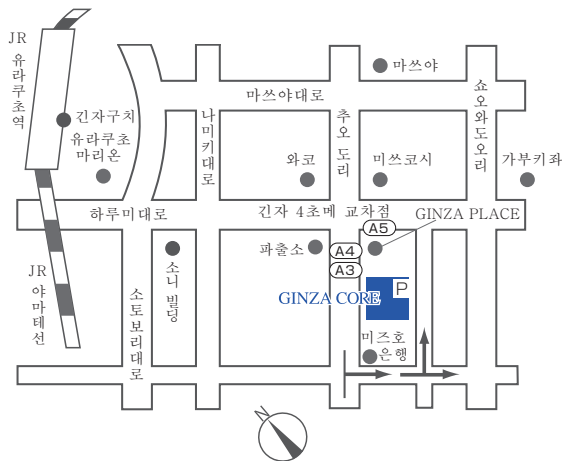 JR
유라쿠초역
마쓰야
마쓰야대로
긴자구치
유라쿠초
마리온
나미키대로
추오 도리
쇼오와도오리
와코
미쓰코시
가부키좌
하루미대로
긴자 4초메 교차점
GINZA PLACE
A5
파출소
A4
A3
JR
야마테선
소니 빌딩
소토보리대로
GINZA CORE
P
미즈호
은행
N